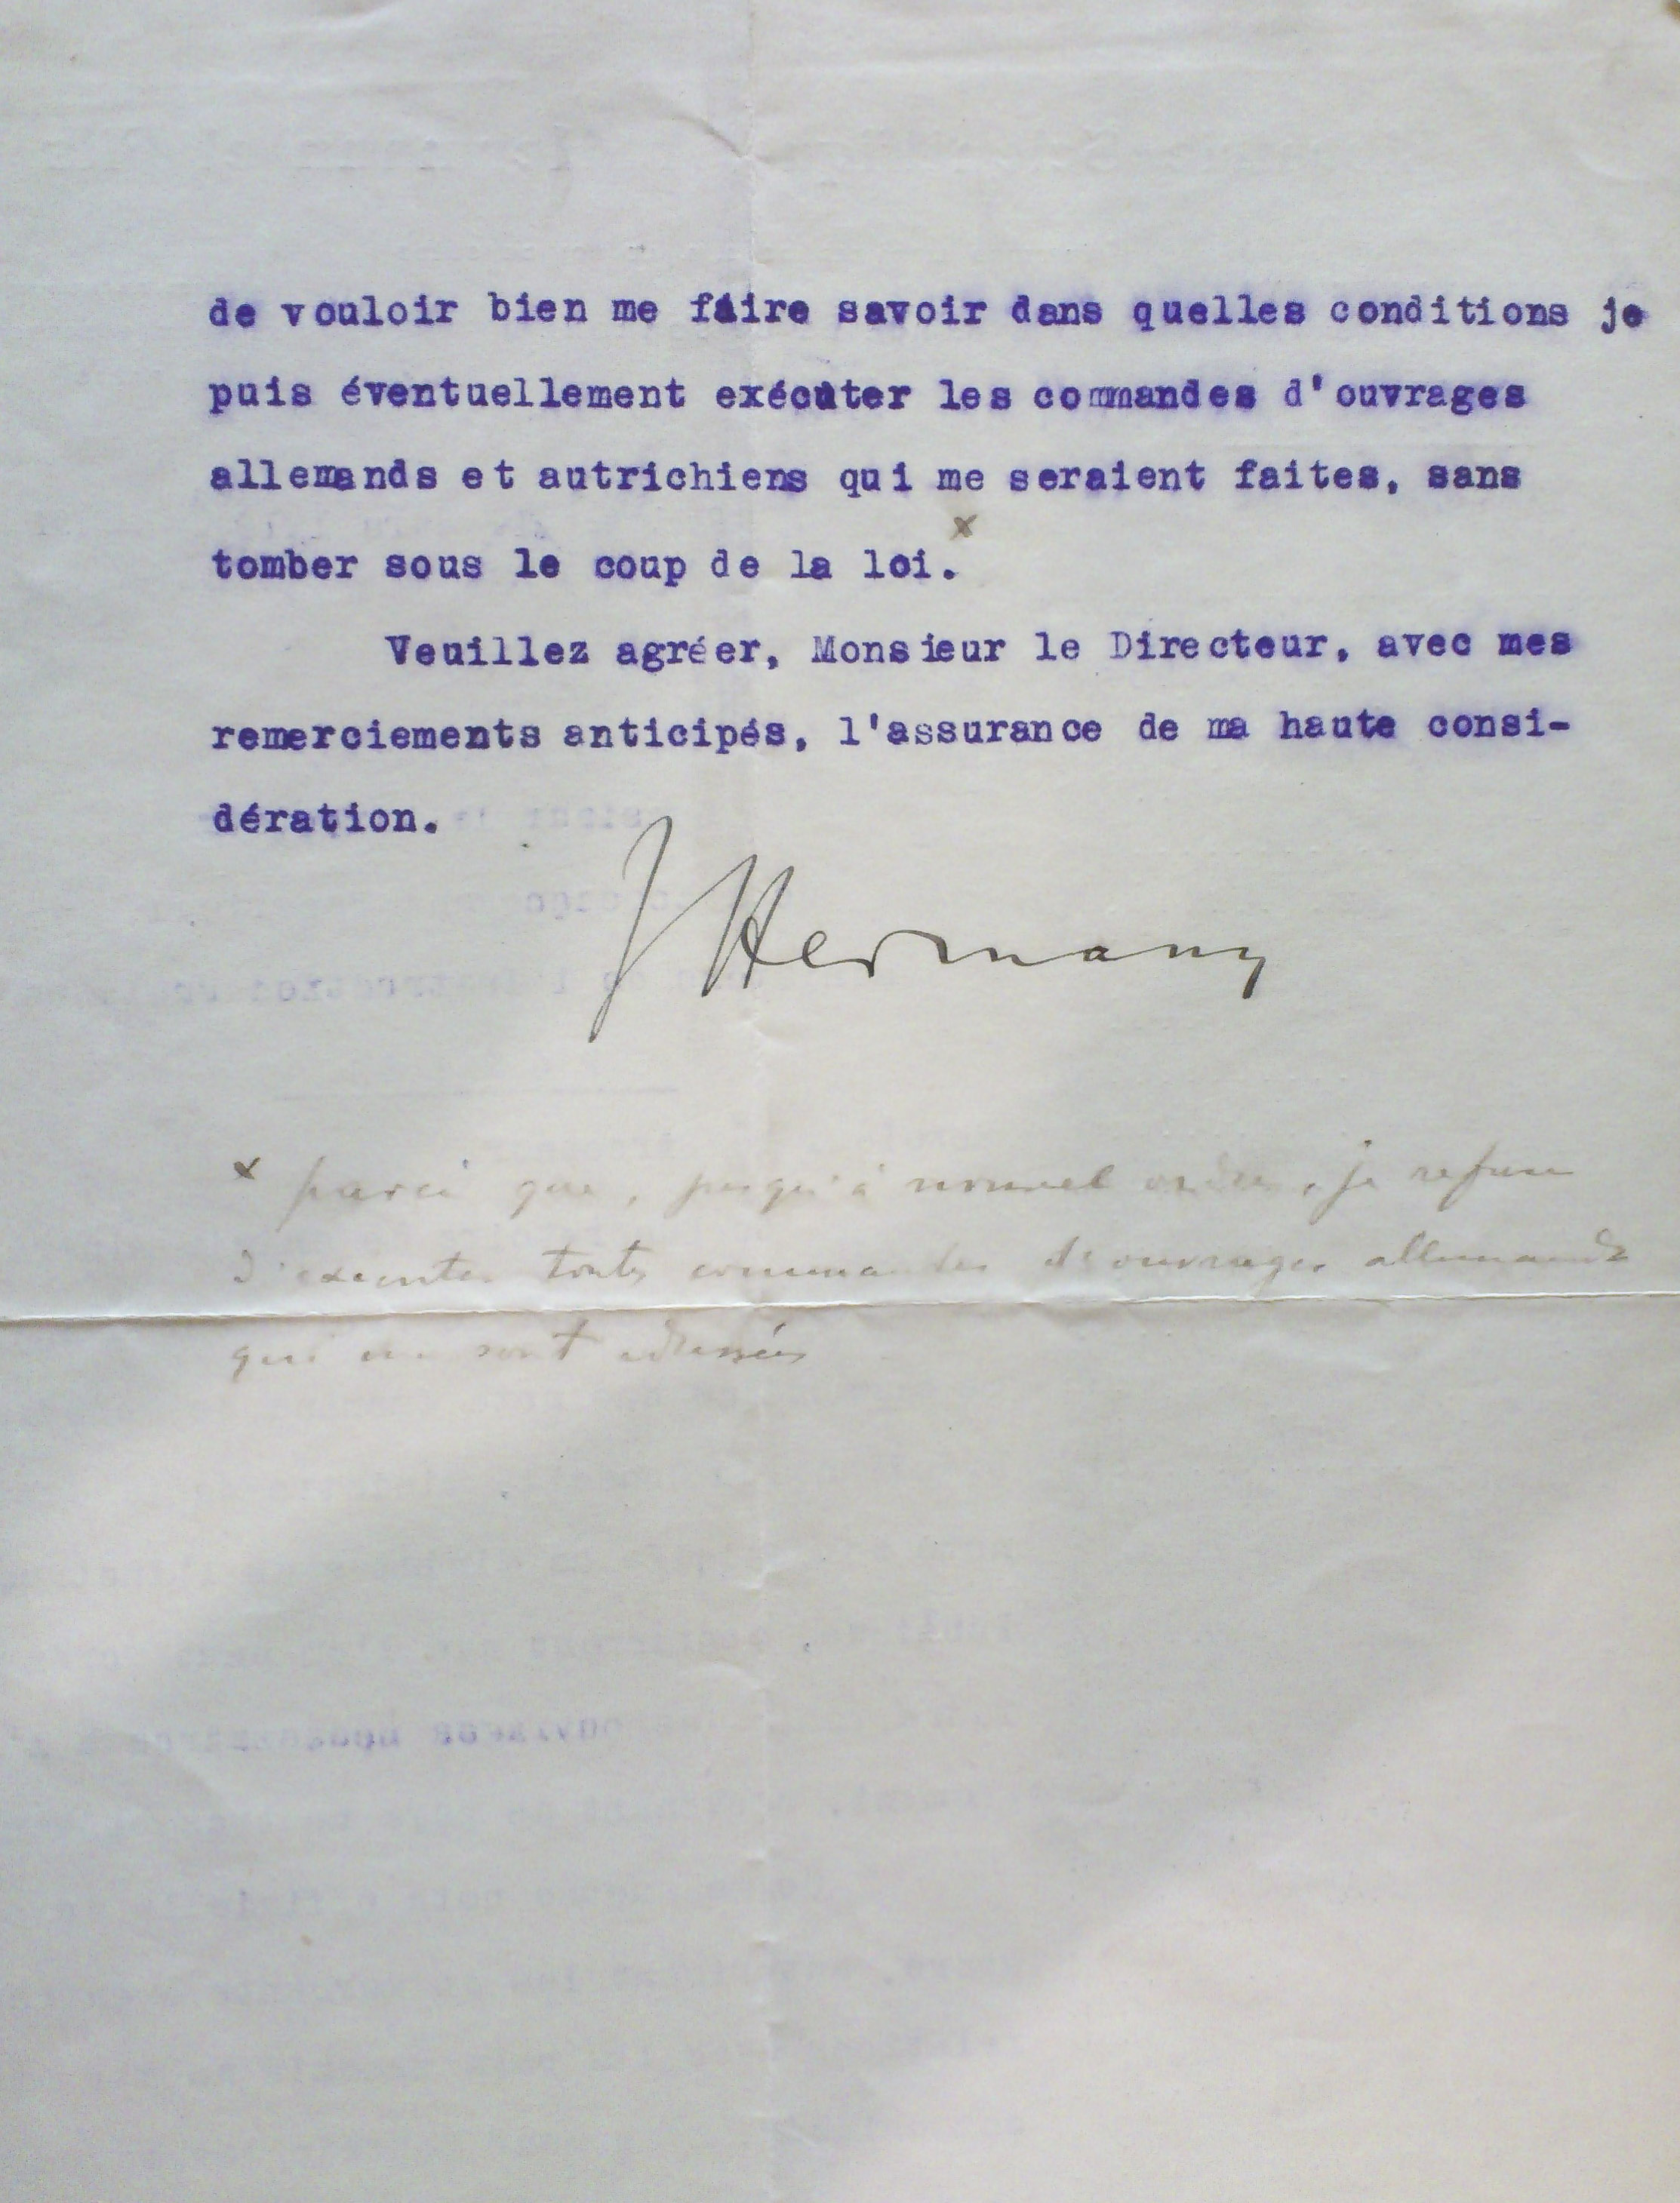 de vouloir bien me faire savoir dans quelles conditions je
puis éventuellement exécuter les commandes d'ouvrages
allemands et autrichiens qui me seraient faites, sans
x
tomber sous le coup de la loi.
Veuillez agréer, Monsieur le Directeur, avec mes
remerciements anticipés, l'assurance de ma haute consi-
dération.
J Hermann
x parce que, jusqu'à nouvel ordre, je refuse
d'exécuter toutes commandes d'ouvrages allemands
qui me sont adressées